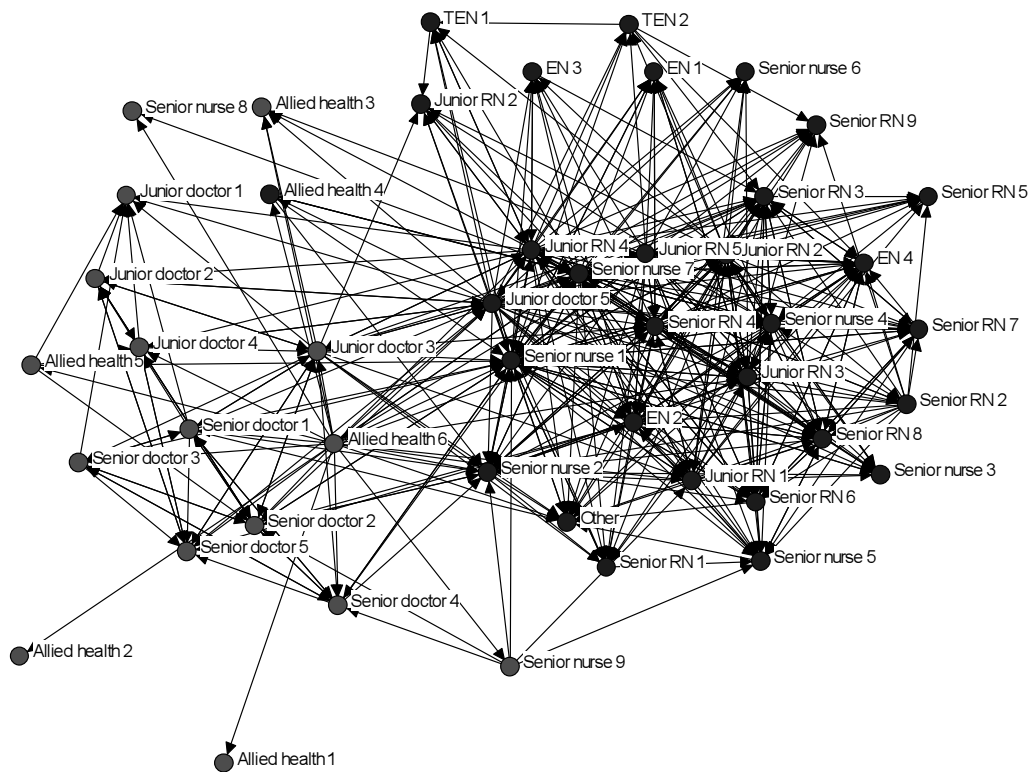 TEN 1
TEN 2
EN 3
EN 1
Senior nurse 6
Junior RN 2
Senior nurse 8
Allied health 3
Senior RN 9
Junior doctor 1
Allied health 4
Senior RN 3
Senior RN 5
Junior RN 4
Junior RN 5
Junior RN 2
EN 4
Senior nurse 7
Junior doctor 2
Junior doctor 5
Senior RN 4
Senior nurse 4
Senior RN 7
Junior doctor 4
Junior doctor 3
Senior nurse 1
Allied health 5
Junior RN 3
Senior RN 2
EN 2
Senior doctor 1
Allied health 6
Senior RN 8
Senior doctor 3
Senior nurse 2
Junior RN 1
Senior nurse 3
Senior RN 6
Senior doctor 2
Other
Senior doctor 5
Senior RN 1
Senior nurse 5
Senior doctor 4
Allied health 2
Senior nurse 9
Allied health 1